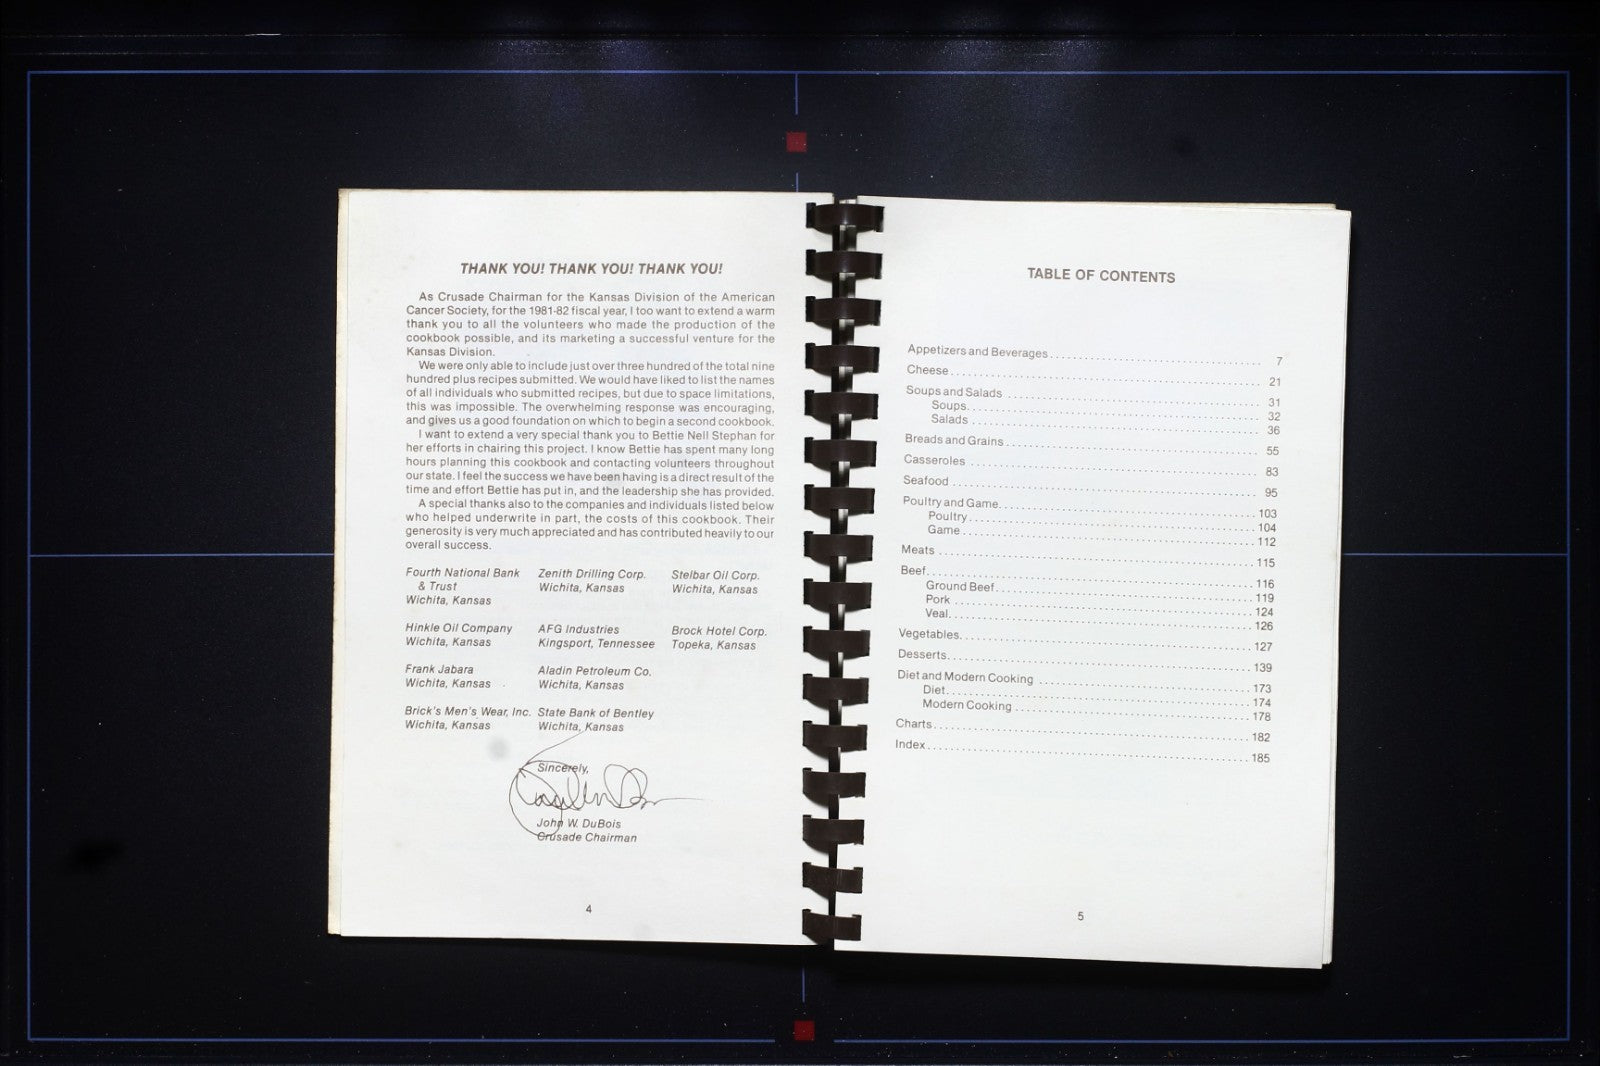 THANK YOU! THANK YOU! THANK YOU!
As Crusade Chairman for the Kansas Division of the American
Cancer Society, for the 1981-82 fiscal year, I too want to extend a warm
thank you to all the volunteers who made the production of the
cookbook possible, and its marketing a successful venture for the
Kansas Division.
We were only able to include just over three hundred of the total nine
hundred plus recipes submitted. We would have liked to list the names
of all individuals who submitted recipes, but due to space limitations,
this was impossible. The overwhelming response was encouraging,
and gives us a good foundation on which to begin a second cookbook.
I want to extend a very special thank you to Bettie Nell Stephan for
her efforts in chairing this project. I know Bettie has spent many long
hours planning this cookbook and contacting volunteers throughout
our state. I feel the success we have been having is a direct result of the
time and effort Bettie has put in, and the leadership she has provided.
A special thanks also to the companies and individuals listed below
who helped underwrite in part, the costs of this cookbook. Their
generosity is very much appreciated and has contributed heavily to our
overall success.
Fourth National Bank Zenith Drilling Corp. Stelbar Oil Corp.
& Trust Wichita, Kansas Wichita, Kansas
Wichita, Kansas
Hinkle Oil Company AFG Industries Brock Hotel Corp.
Wichita, Kansas Kingsport, Tennessee Topeka, Kansas
Frank Jabara Aladin Petroleum Co.
Wichita, Kansas Wichita, Kansas
Brick's Men's Wear, Inc. State Bank of Bentley
Wichita, Kansas Wichita, Kansas
Sincerely,
John W. DuBois
Crusade Chairman
4
TABLE OF CONTENTS
Appetizers and Beverages 7
Cheese 21
Soups and Salads 31
Soups 32
Salads 36
Breads and Grains 55
Casseroles 83
Seafood 95
Poultry and Game 103
Poultry 104
Game 112
Meats 115
Beef 116
Ground Beef 119
Pork 124
Veal 126
Vegetables 127
Desserts 139
Diet and Modern Cooking 173
Diet 174
Modern Cooking 178
Charts 182
Index 185
5